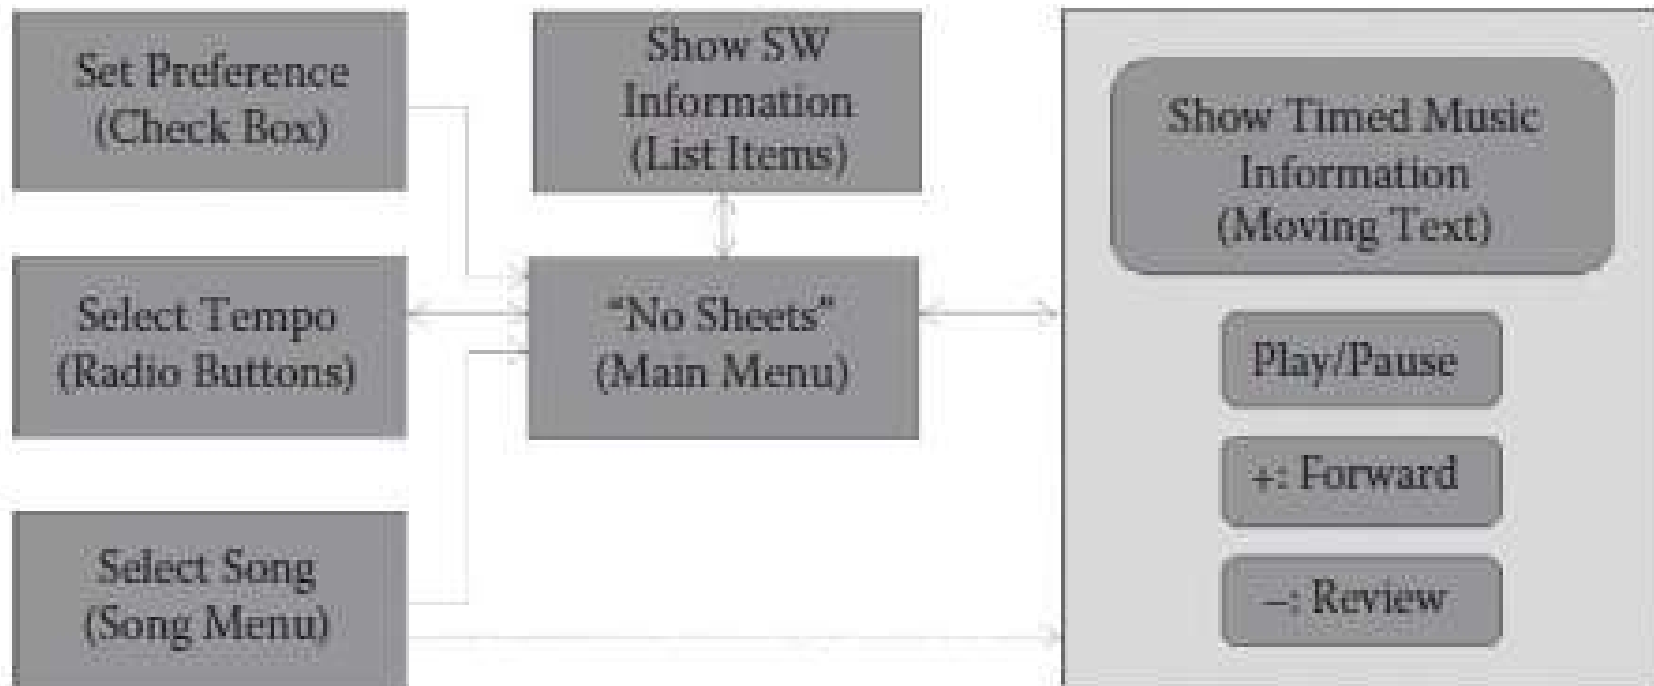 Set Preference
(Check Box)
Show SW
Information
(List Items)
Show Timed Music
Information
(Moving Text)
Select Tempo
(Radio Buttons)
"No Sheets"
(Main Menu)
Play/Pause
+: Forward
–: Review
Select Song
(Song Menu)